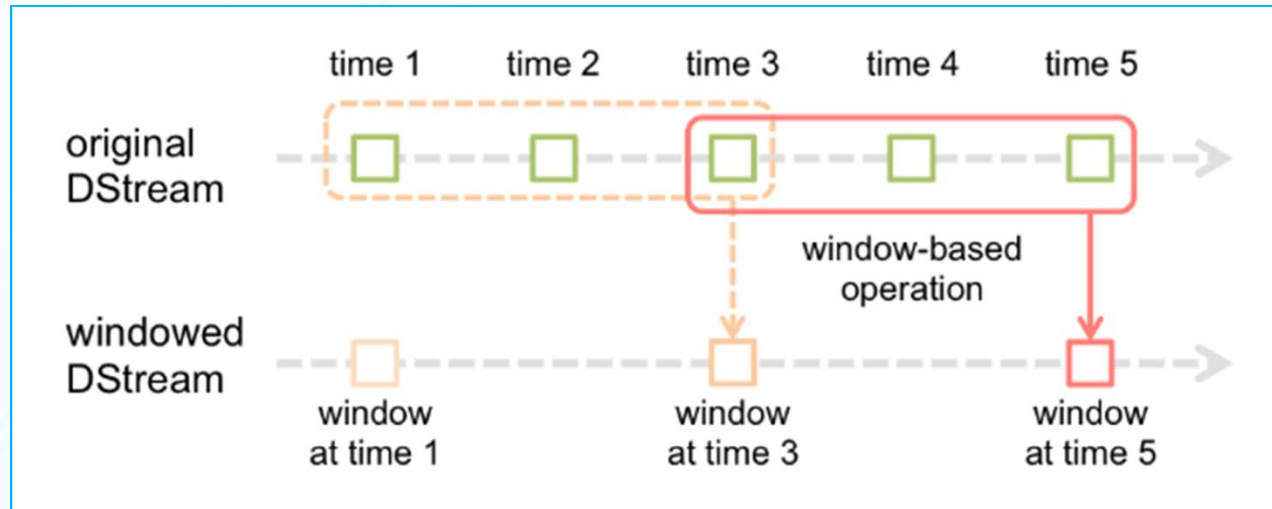 time 1 time 2 time 3 time 4 time 5
original
DStream
window-based
operation
windowed
DStream
window window window
at time 1 at time 3 at time 5